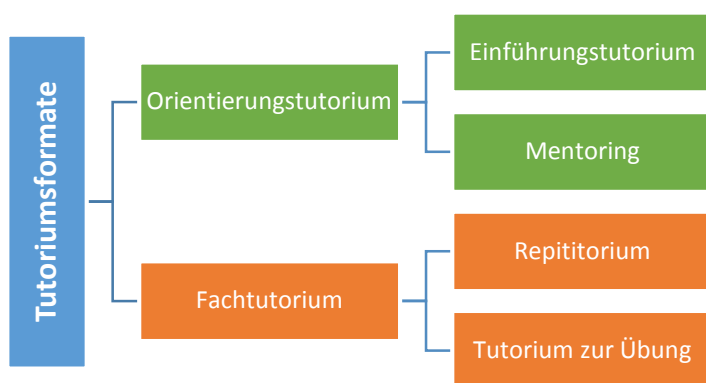 Tutoriumsformate
Orientierungstutorium
Einführungstutorium
Mentoring
Fachtutorium
Repititorium
Tutorium zur Übung